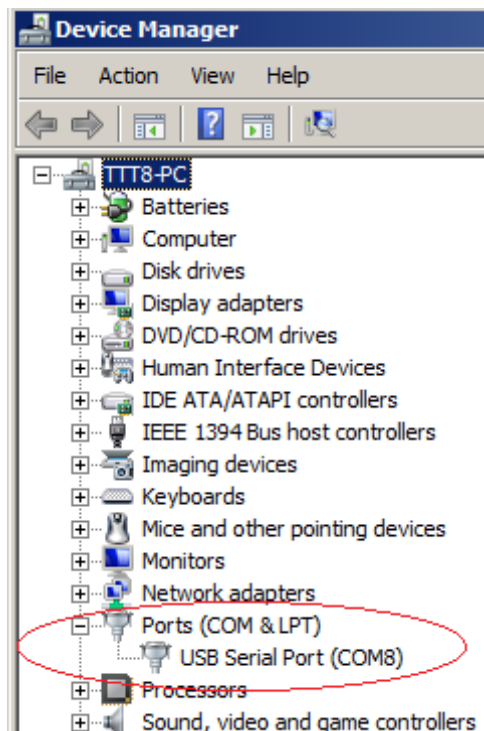 Device Manager
File Action View Help
TTT8-PC
Batteries
Computer
Disk drives
Display adapters
DVD/CD-ROM drives
Human Interface Devices
IDE ATA/ATAPI controllers
IEEE 1394 Bus host controllers
Imaging devices
Keyboards
Mice and other pointing devices
Monitors
Network adapters
Ports (COM & LPT)
USB Serial Port (COM8)
Processors
Sound, video and game controllers